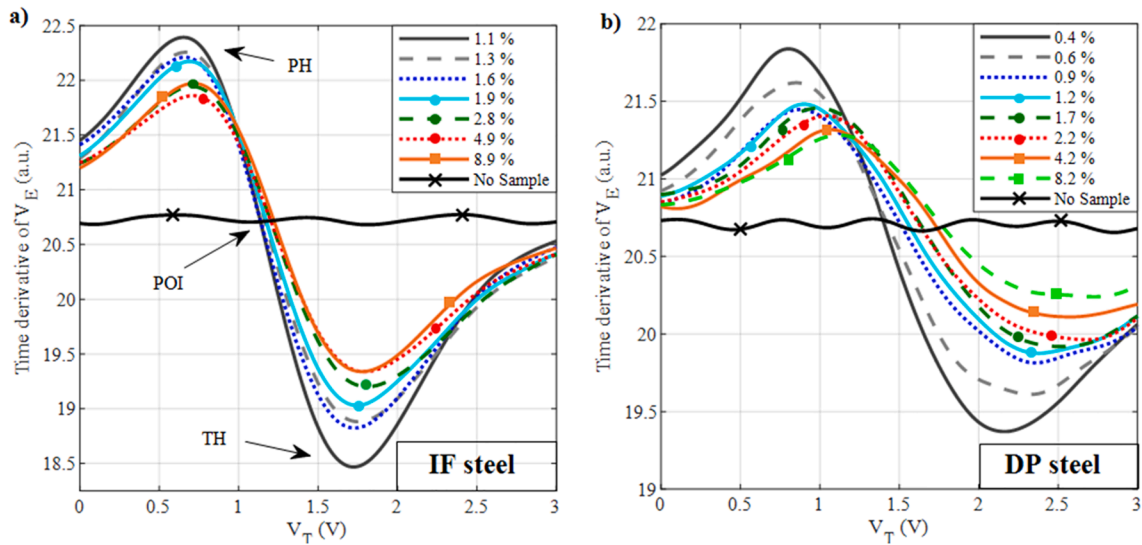 a)
Time derivative of V_E (a.u.)
22.5
22
21.5
21
20.5
20
19.5
19
18.5
PH
POI
TH
1.1 %
1.3 %
1.6 %
1.9 %
2.8 %
4.9 %
8.9 %
No Sample
IF steel
0 0.5 1 1.5 2 2.5 3
V_T (V)
b)
Time derivative of V_E (a.u.)
22
21.5
21
20.5
20
19.5
19
0.4 %
0.6 %
0.9 %
1.2 %
1.7 %
2.2 %
4.2 %
8.2 %
No Sample
DP steel
0 0.5 1 1.5 2 2.5 3
V_T (V)